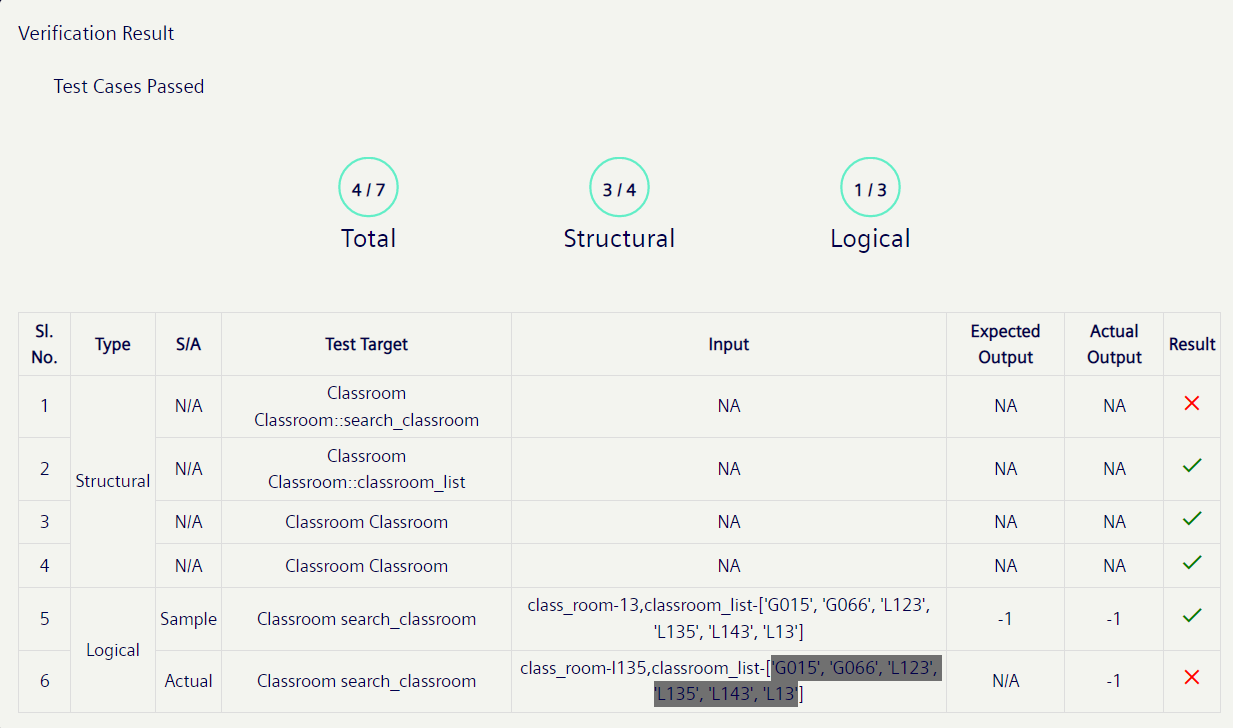 Verification Result
Test Cases Passed
4 / 7 3 / 4 1 / 3
Total Structural Logical
Sl. No. Type S/A Test Target Input Expected Output Actual Output Result
1 Structural N/A Classroom Classroom::search_classroom NA NA NA
2 N/A Classroom Classroom::classroom_list NA NA NA
3 N/A Classroom Classroom NA NA NA
4 N/A Classroom Classroom NA NA NA
5 Logical Sample Classroom search_classroom class_room-13,classroom_list-['G015', 'G066', 'L123', 'L135', 'L143', 'L13'] -1 -1
6 Actual Classroom search_classroom class_room-l135,classroom_list-['G015', 'G066', 'L123', 'L135', 'L143', 'L13'] N/A -1